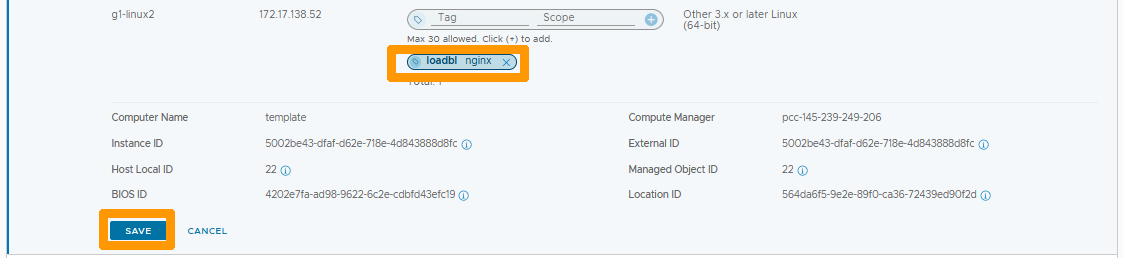 g1-linux2 172.17.138.52 Tag Scope Other 3.x or later Linux
(64-bit)
Max 30 allowed. Click (+) to add.
loadbl nginx
Computer Name template Compute Manager pcc-145-239-249-206
Instance ID 5002be43-dfaf-d62e-718e-4d843888d8fc External ID 5002be43-dfaf-d62e-718e-4d843888d8fc
Host Local ID 22 Managed Object ID 22
BIOS ID 4202e7fa-ad98-9622-6c2e-cdbfd43efc19 Location ID 564da6f5-9e2e-89f0-ca36-72439ed90f2d
SAVE CANCEL